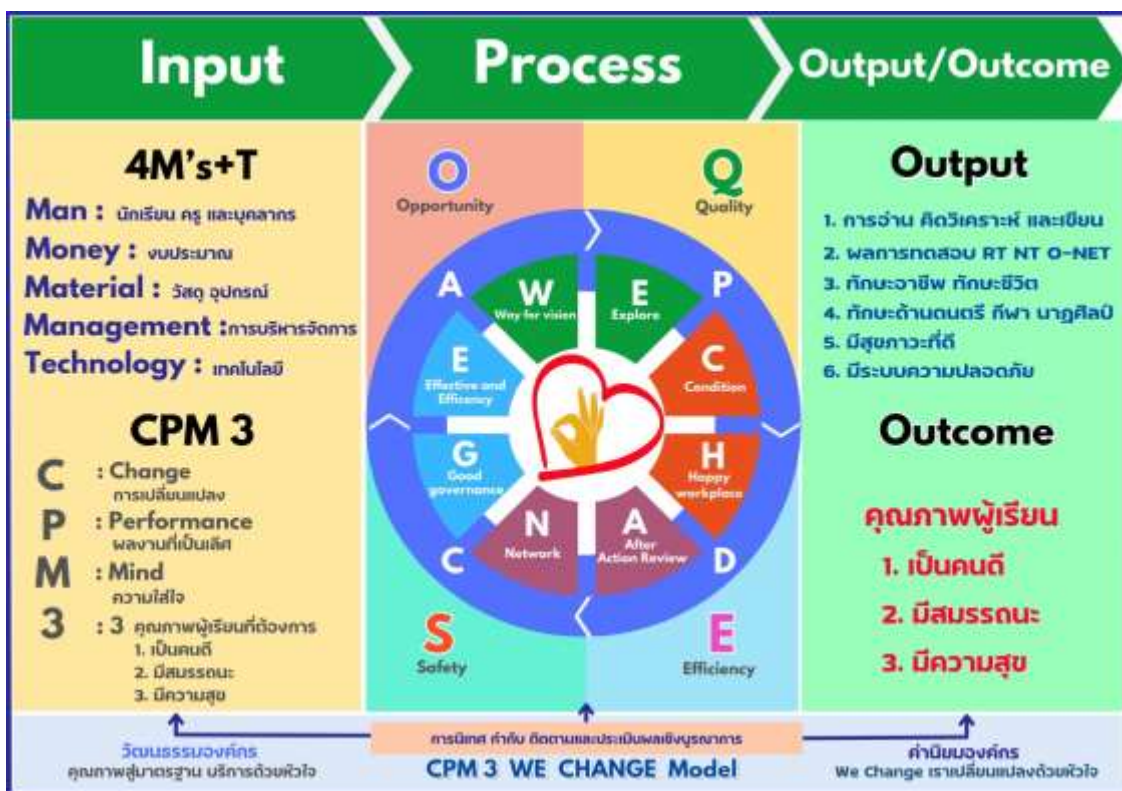 Input
Process
Output/Outcome
4M's+T
Man : นักเรียน ครู และบุคลากร
Money : งบประมาณ
Material : วัสดุ อุปกรณ์
Management :การบริหารจัดการ
Technology : เทคโนโลยี
CPM 3
C : Change
การเปลี่ยนแปลง
P : Performance
ผลงานที่เป็นเลิศ
M : Mind
ความใส่ใจ
3 : 3 คุณภาพผู้เรียนที่ต้องการ
1. เป็นคนดี
2. มีสมรรถนะ
3. มีความสุข
O
Opportunity
Q
Quality
A
P
W
Way for vision
E
Explore
E
Effective and
Efficency
C
Condition
G
Good
governance
H
Happy
workplace
N
Network
A
After
Action Review
C
D
S
Safety
E
Efficiency
Output
1. การอ่าน คิดวิเคราะห์ และเขียน
2. ผลการทดสอบ RT NT O-NET
3. ทักษะอาชีพ ทักษะชีวิต
4. ทักษะด้านดนตรี กีฬา นาฏศิลป์
5. มีสุขภาวะที่ดี
6. มีระบบความปลอดภัย
Outcome
คุณภาพผู้เรียน
1. เป็นคนดี
2. มีสมรรถนะ
3. มีความสุข
วัฒนธรรมองค์กร
คุณภาพสู่มาตรฐาน บริการด้วยหัวใจ
การนิเทศ กำกับ ติดตามและประเมินผลเชิงบูรณาการ
CPM 3 WE CHANGE Model
ค่านิยมองค์กร
We Change เราเปลี่ยนแปลงด้วยหัวใจ